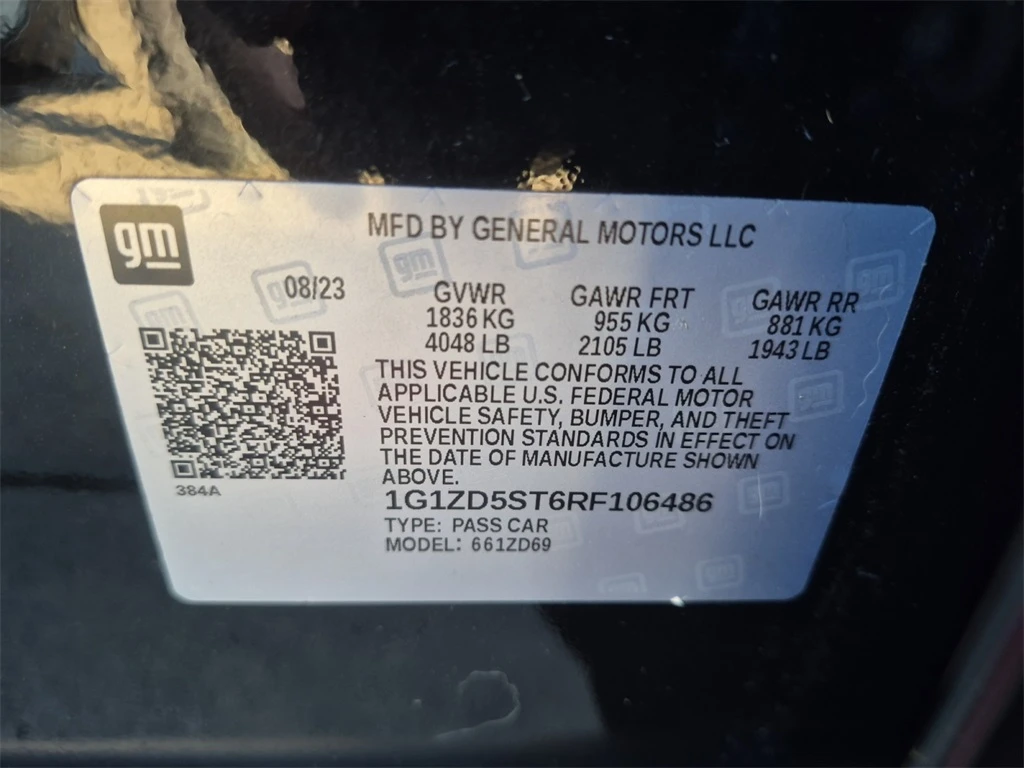 gm
MFD BY GENERAL MOTORS LLC
08/23
GVWR GAWR FRT GAWR RR
1836 KG 955 KG 881 KG
4048 LB 2105 LB 1943 LB
THIS VEHICLE CONFORMS TO ALL
APPLICABLE U.S. FEDERAL MOTOR
VEHICLE SAFETY, BUMPER, AND THEFT
PREVENTION STANDARDS IN EFFECT ON
THE DATE OF MANUFACTURE SHOWN
ABOVE.
384A
1G1ZD5ST6RF106486
TYPE: PASS CAR
MODEL: 661ZD69